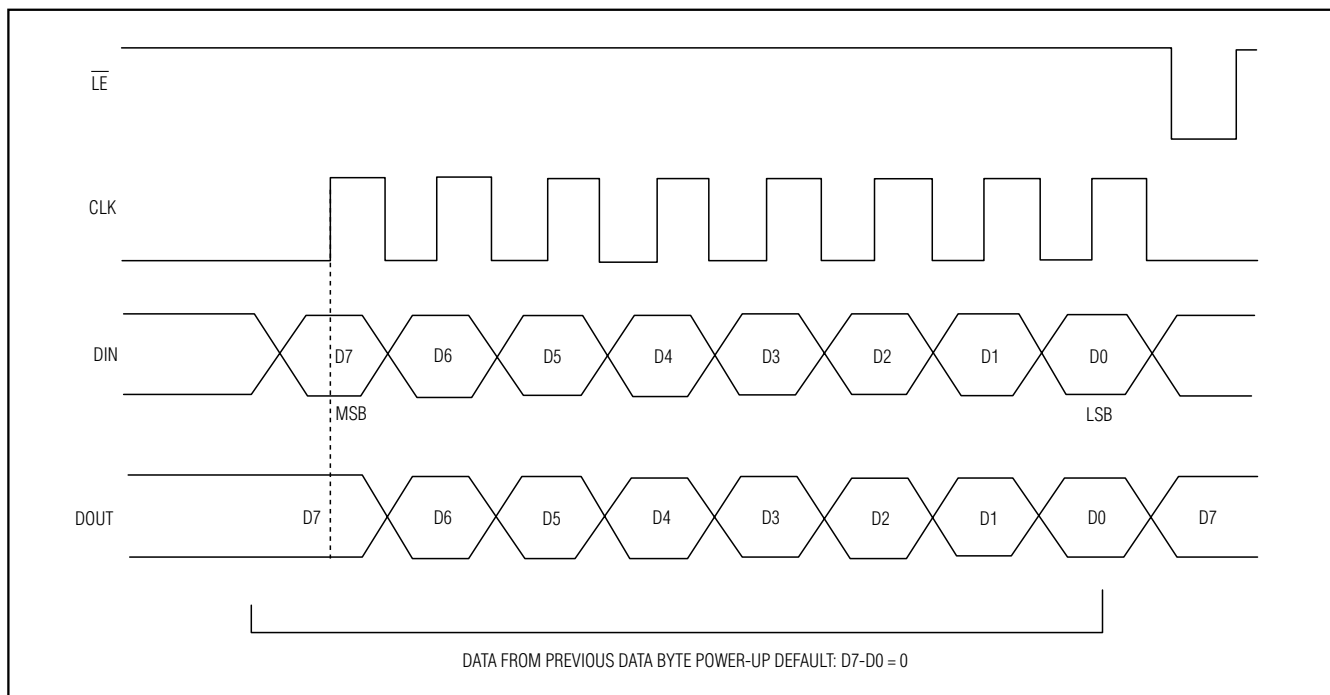 LE
CLK
DIN
D7 D6 D5 D4 D3 D2 D1 D0
MSB LSB
DOUT
D7 D6 D5 D4 D3 D2 D1 D0 D7
DATA FROM PREVIOUS DATA BYTE POWER-UP DEFAULT: D7-D0 = 0